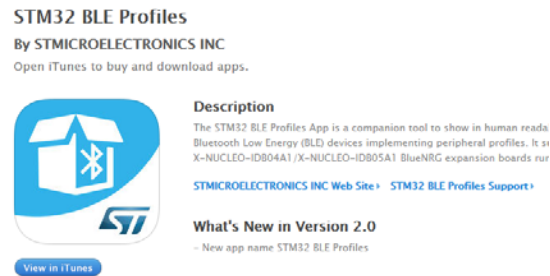 STM32 BLE Profiles
By STMICROELECTRONICS INC
Open iTunes to buy and download apps.
Description
The STM32 BLE Profiles App is a companion tool to show in human
Bluetooth Low Energy (BLE) devices implementing peripheral profiles. It
X-NUCLEO-IDB04A1/X-NUCLEO-IDB05A1 BlueNRG expansion boards
STMICROELECTRONICS INC Web Site STM32 BLE Profiles Support
ST
What's New in Version 2.0
- New app name STM32 BLE Profiles
View in iTunes